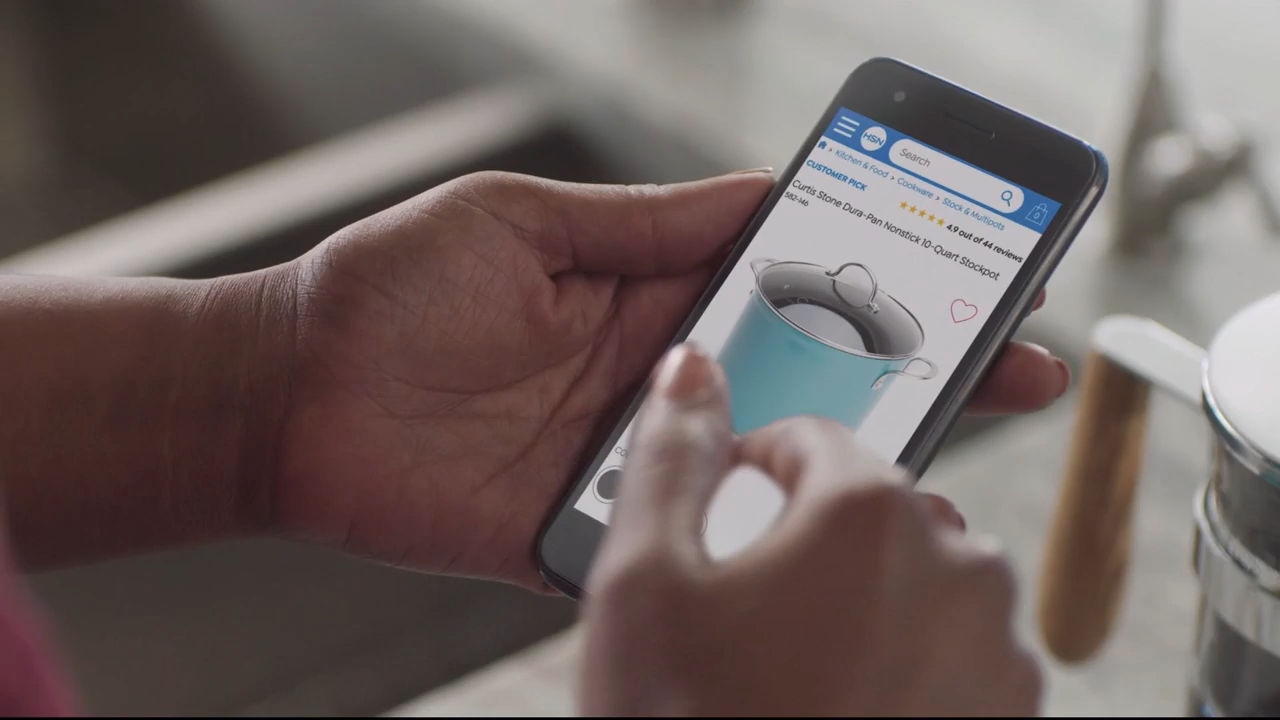 HSN
Search
0
Kitchen & Food > Cookware > Stock & Multipots
CUSTOMER PICK
4.9 out of 44 reviews
Curtis Stone Dura-Pan Nonstick 10-Quart Stockpot
582-146